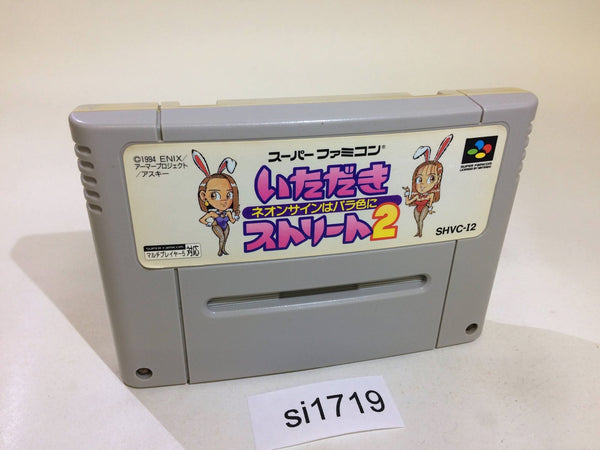 ©1994 ENIX/
アーマープロジェクト
/アスキー
スーパーファミコン®
いただき
ネオンサインはバラ色に
ストリート2
マルチプレイヤー5 対応
SHVC-I2
si1719